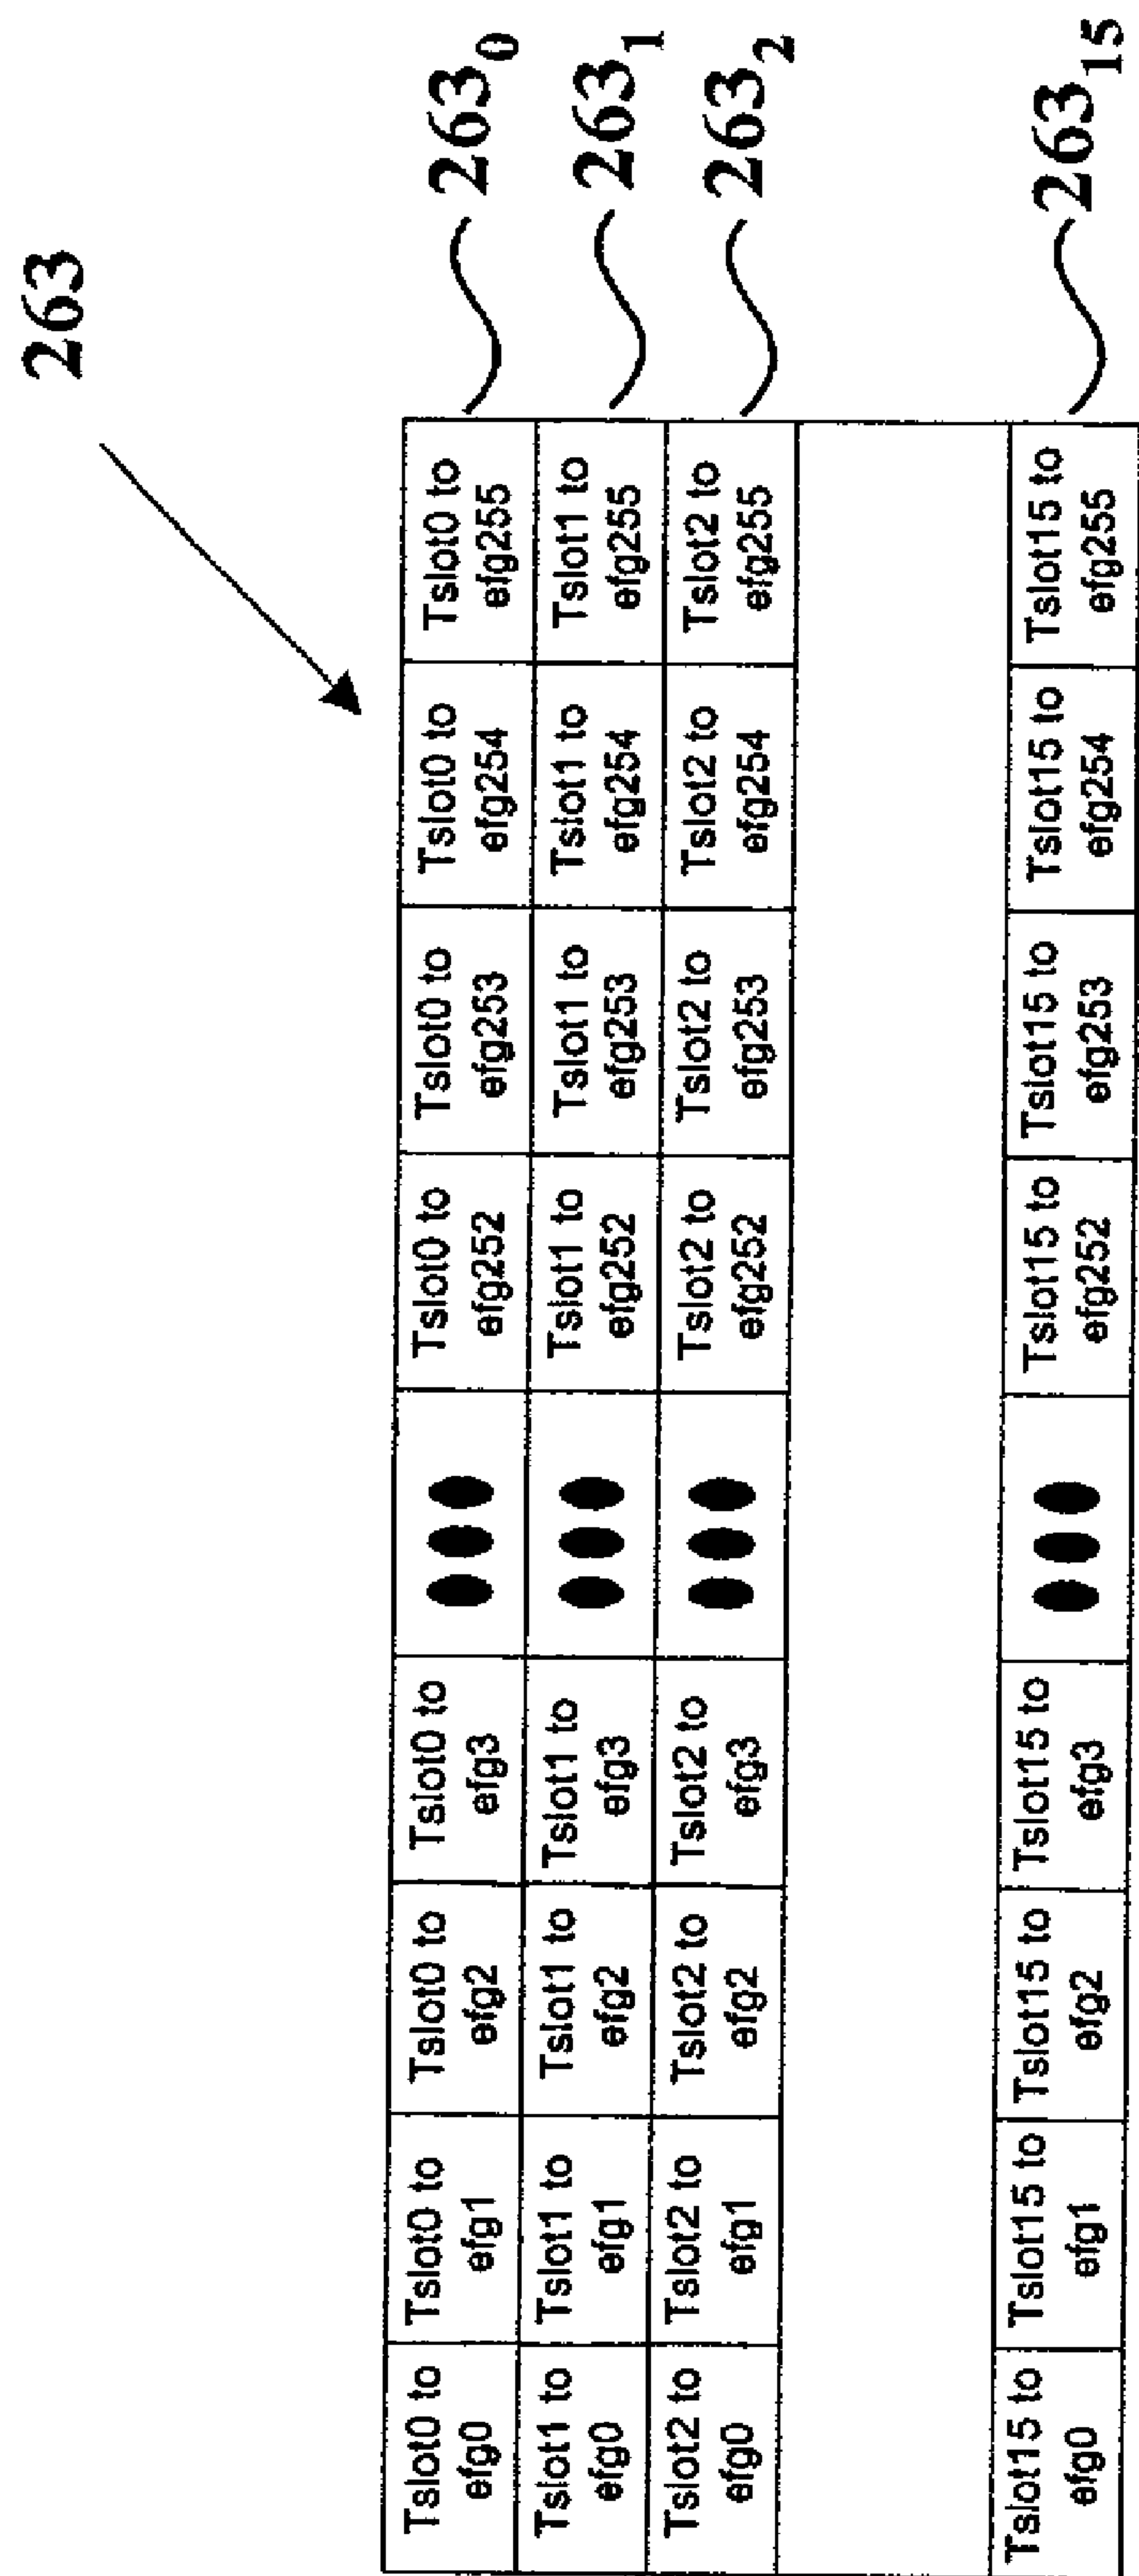 263
Tslot0 to
efg0
Tslot0 to
efg1
Tslot0 to
efg2
Tslot0 to
efg3
Tslot0 to
efg252
Tslot0 to
efg253
Tslot0 to
efg254
Tslot0 to
efg255
263₀
Tslot1 to
efg0
Tslot1 to
efg1
Tslot1 to
efg2
Tslot1 to
efg3
Tslot1 to
efg252
Tslot1 to
efg253
Tslot1 to
efg254
Tslot1 to
efg255
263₁
Tslot2 to
efg0
Tslot2 to
efg1
Tslot2 to
efg2
Tslot2 to
efg3
Tslot2 to
efg252
Tslot2 to
efg253
Tslot2 to
efg254
Tslot2 to
efg255
263₂
Tslot15 to
efg0
Tslot15 to
efg1
Tslot15 to
efg2
Tslot15 to
efg3
Tslot15 to
efg252
Tslot15 to
efg253
Tslot15 to
efg254
Tslot15 to
efg255
263₁₅